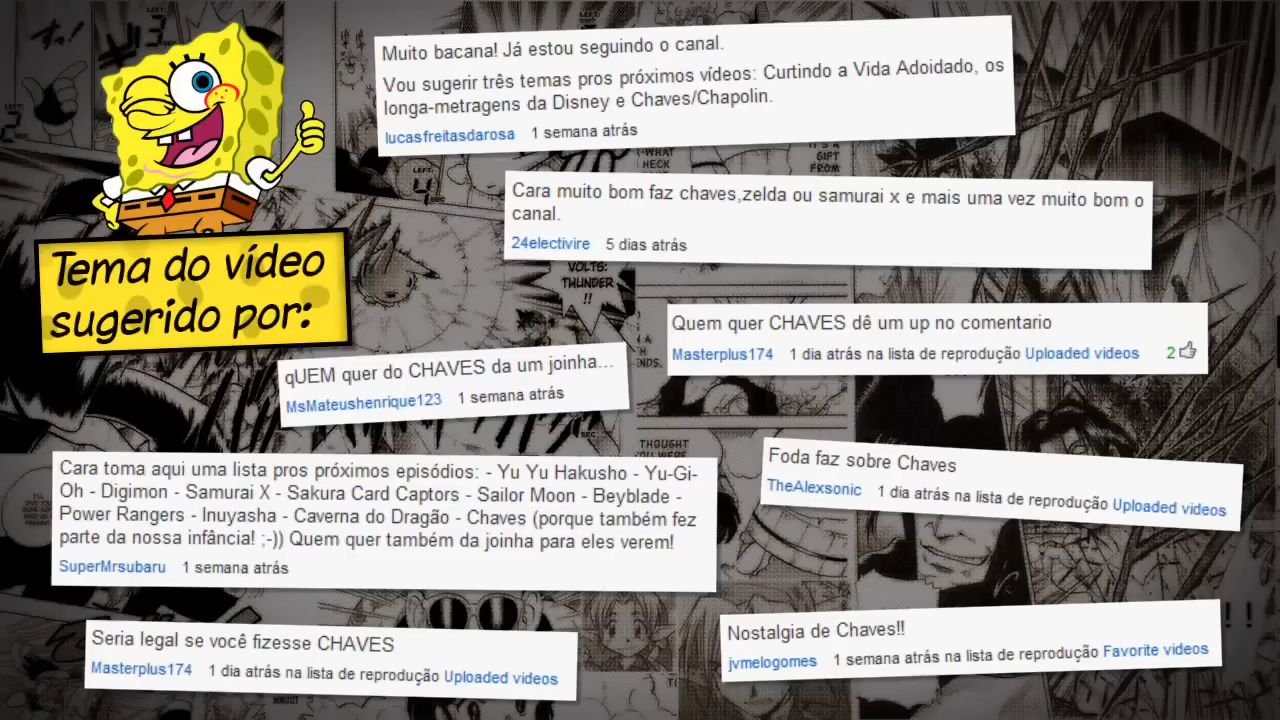 Muito bacana! Já estou seguindo o canal.
Vou sugerir três temas pros próximos vídeos: Curtindo a Vida Adoidado, os
longa-metragens da Disney e Chaves/Chapolin.
lucasfreitasdarosa 1 semana atrás
Cara muito bom faz chaves,zelda ou samurai x e mais uma vez muito bom o
canal.
24electivire 5 dias atrás
Tema do vídeo
sugerido por:
VOLTS:
THUNDER
!!
Quem quer CHAVES dê um up no comentario
Masterplus174 1 dia atrás na lista de reprodução Uploaded videos 2
qUEM quer do CHAVES da um joinha...
MsMateushenrique123 1 semana atrás
Cara toma aqui uma lista pros próximos episódios: - Yu Yu Hakusho - Yu-Gi-
Oh - Digimon - Samurai X - Sakura Card Captors - Sailor Moon - Beyblade -
Power Rangers - Inuyasha - Caverna do Dragão - Chaves (porque também fez
parte da nossa infância! ;-)) Quem quer também da joinha para eles verem!
SuperMrsubaru 1 semana atrás
Foda faz sobre Chaves
TheAlexsonic 1 dia atrás na lista de reprodução Uploaded videos
Seria legal se você fizesse CHAVES
Masterplus174 1 dia atrás na lista de reprodução Uploaded videos
Nostalgia de Chaves!!
jvmelogomes 1 semana atrás na lista de reprodução Favorite videos